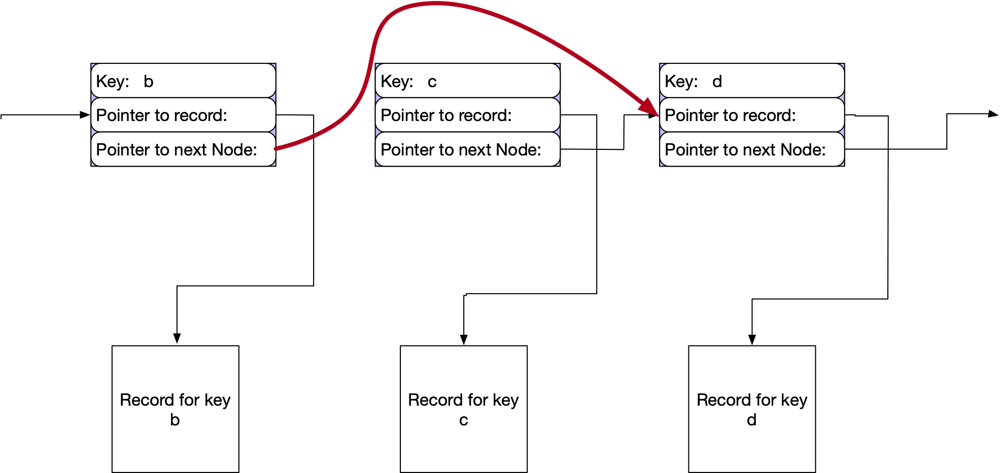 Key: b
Pointer to record:
Pointer to next Node:
Key: c
Pointer to record:
Pointer to next Node:
Key: d
Pointer to record:
Pointer to next Node:
Record for key
b
Record for key
c
Record for key
d